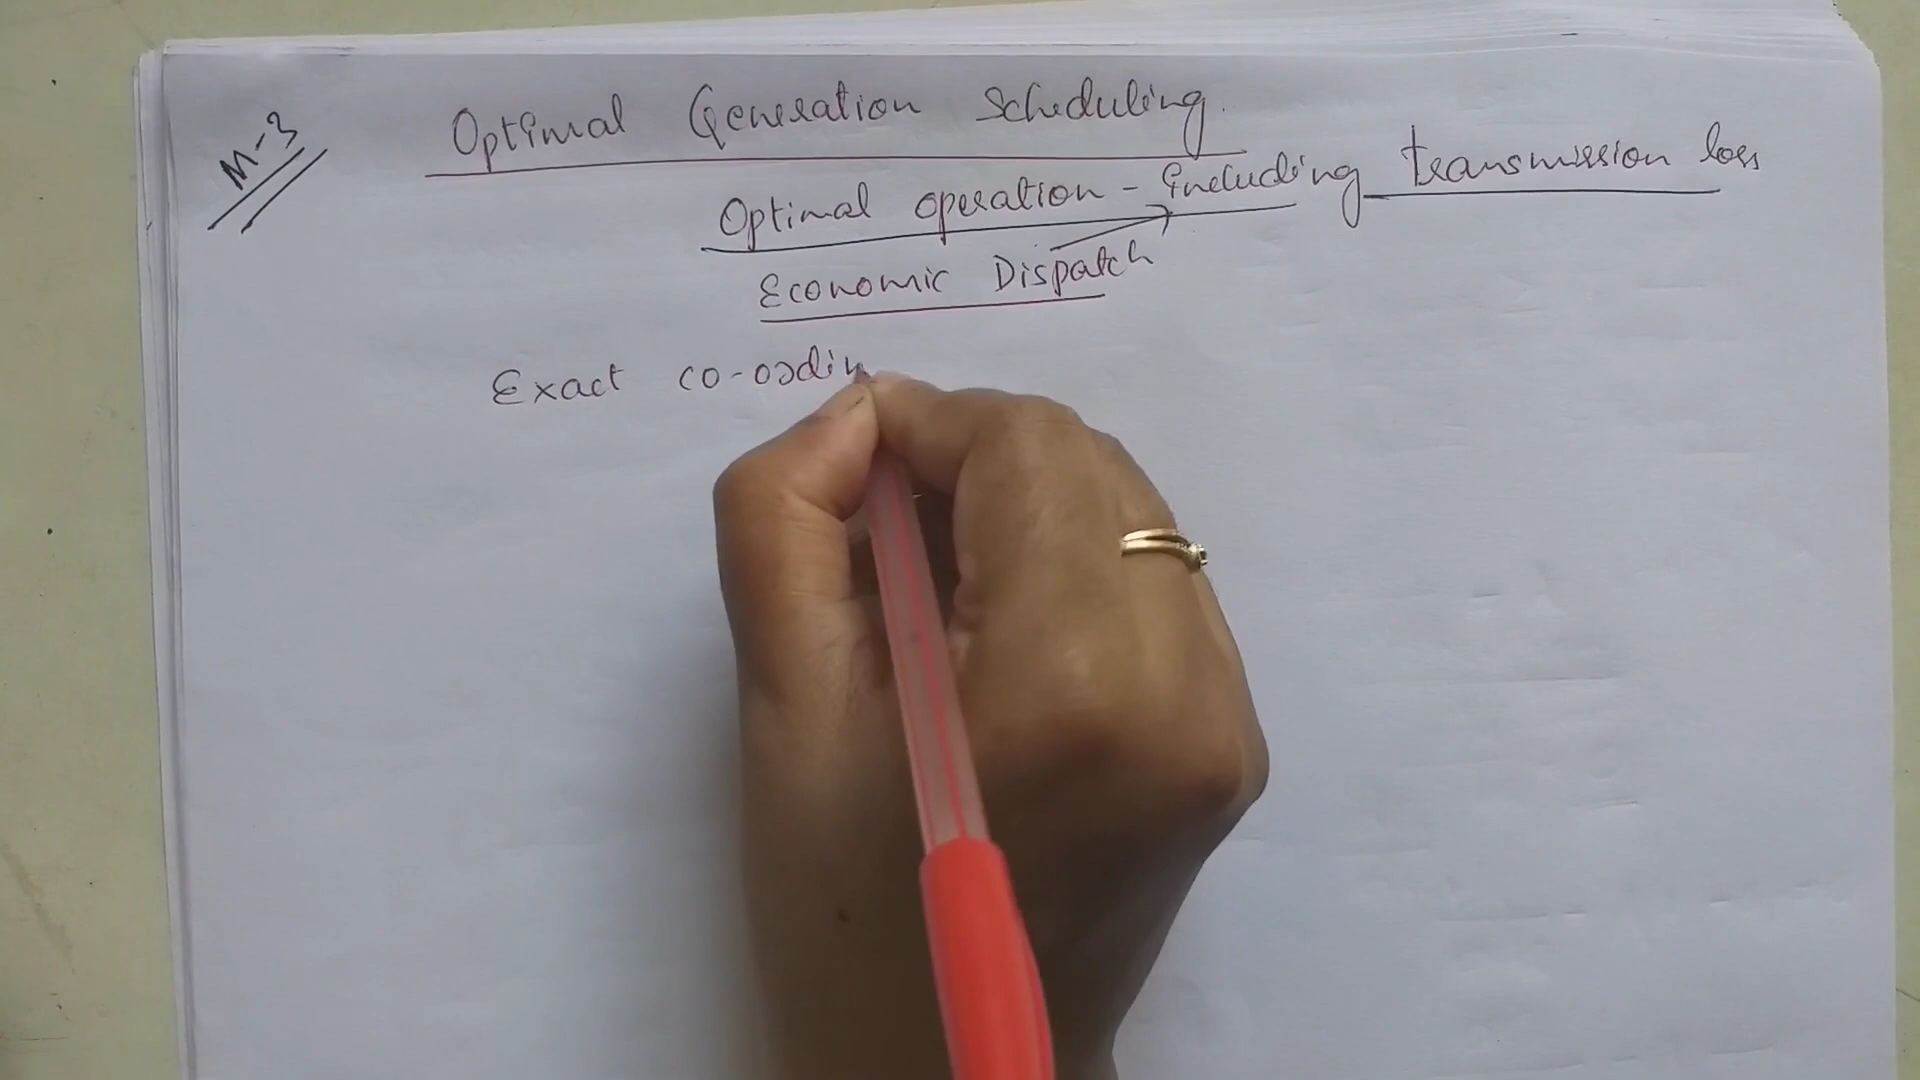 M-3
Optimal Generation Scheduling.
Optimal operation - including transmission loss
Economic Dispatch
Exact co-ordin